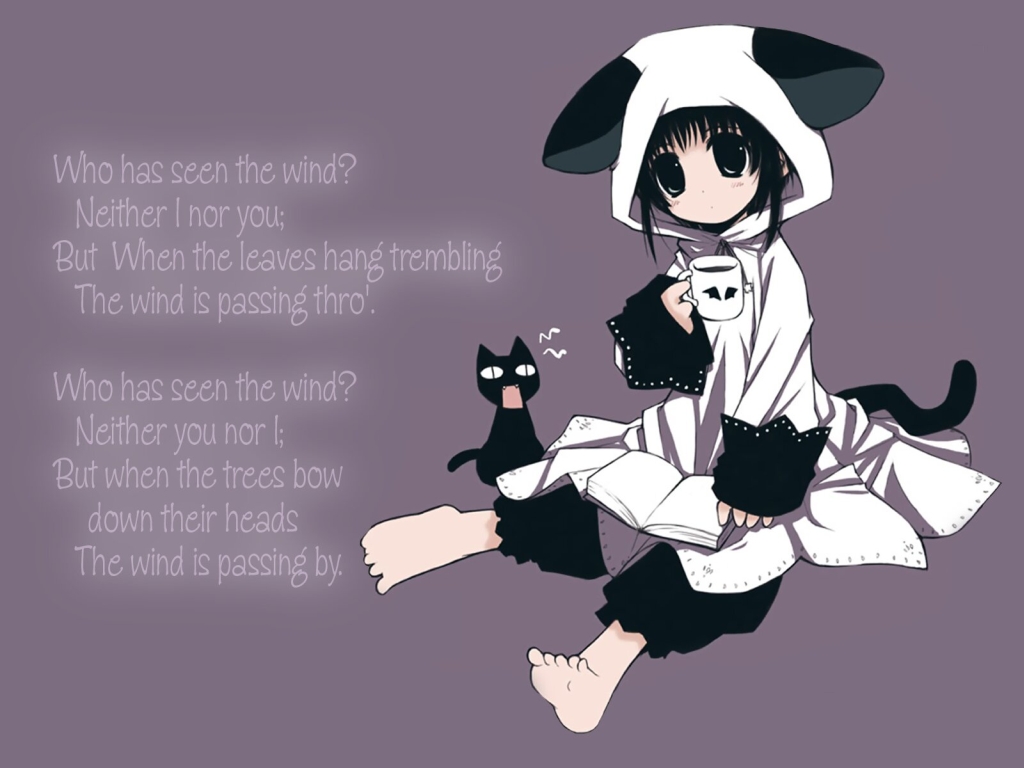 Who has seen the wind?
Neither I nor you;
But When the leaves hang trembling
The wind is passing thro'.
Who has seen the wind?
Neither you nor I;
But when the trees bow
down their heads
The wind is passing by.